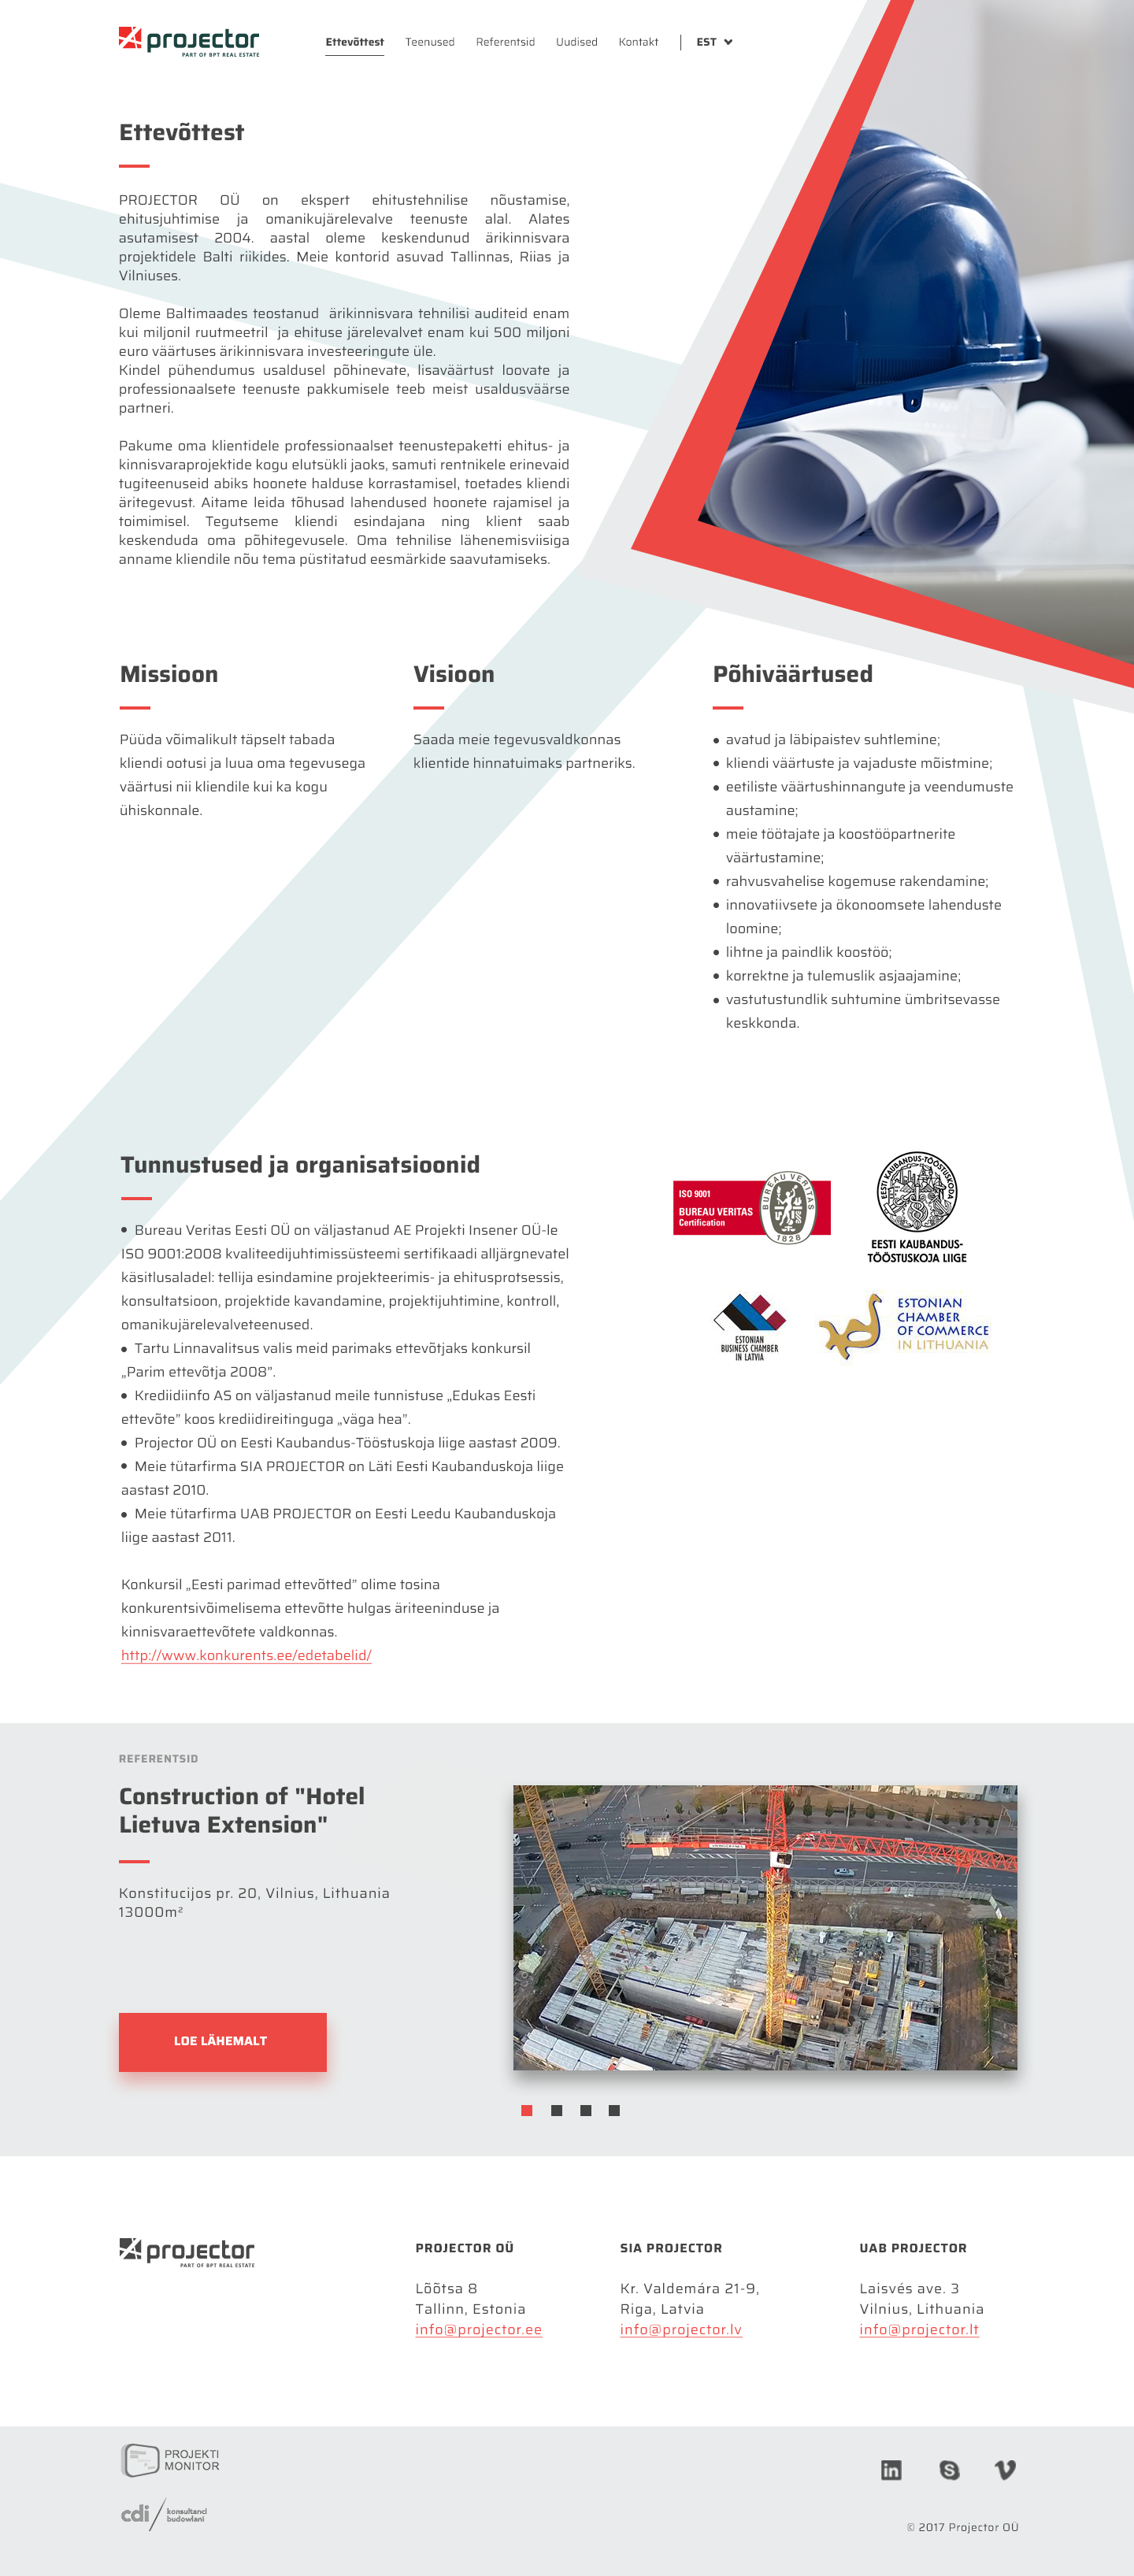 projector
PART OF BPT REAL ESTATE
Ettevõttest Teenused Referentsid Uudised Kontakt EST
Ettevõttest
PROJECTOR OÜ on ekspert ehitustehnilise nõustamise,
ehitusjuhtimise ja omanikujärelevalve teenuste alal. Alates
asutamisest 2004. aastal oleme keskendunud ärikinnisvara
projektidele Balti riikides. Meie kontorid asuvad Tallinnas, Riias ja
Vilniuses.
Oleme Baltimaades teostanud ärikinnisvara tehnilisi auditeid enam
kui miljonil ruutmeetril ja ehituse järelevalvet enam kui 500 miljoni
euro väärtuses ärikinnisvara investeeringute üle.
Kindel pühendumus usaldusel põhinevate, lisaväärtust loovate ja
professionaalsete teenuste pakkumisele teeb meist usaldusväärse
partneri.
Pakume oma klientidele professionaalset teenustepaketti ehitus- ja
kinnisvaraprojektide kogu elutsükli jaoks, samuti rentnikele erinevaid
tugiteenuseid abiks hoonete halduse korrastamisel, toetades kliendi
äritegevust. Aitame leida tõhusad lahendused hoonete rajamisel ja
toimimisel. Tegutseme kliendi esindajana ning klient saab
keskenduda oma põhitegevusele. Oma tehnilise lähenemisviisiga
anname kliendile nõu tema püstitatud eesmärkide saavutamiseks.
Missioon
Püüda võimalikult täpselt tabada
kliendi ootusi ja luua oma tegevusega
väärtusi nii kliendile kui ka kogu
ühiskonnale.
Visioon
Saada meie tegevusvaldkonnas
klientide hinnatuimaks partneriks.
Põhiväärtused
• avatud ja läbipaistev suhtlemine;
• kliendi väärtuste ja vajaduste mõistmine;
• eetiliste väärtushinnangute ja veendumuste
austamine;
• meie töötajate ja koostööpartnerite
väärtustamine;
• rahvusvahelise kogemuse rakendamine;
• innovatiivsete ja ökonoomsete lahenduste
loomine;
• lihtne ja paindlik koostöö;
• korrektne ja tulemuslik asjaajamine;
• vastutustundlik suhtumine ümbritsevasse
keskkonda.
Tunnustused ja organisatsioonid
• Bureau Veritas Eesti OÜ on väljastanud AE Projekti Insener OÜ-le
ISO 9001:2008 kvaliteedijuhtimissüsteemi sertifikaadi alljärgnevatel
käsitlusaladel: tellija esindamine projekteerimis- ja ehitusprotsessis,
konsultatsioon, projektide kavandamine, projektijuhtimine, kontroll,
omanikujärelevalveteenused.
• Tartu Linnavalitsus valis meid parimaks ettevõtjaks konkursil
„Parim ettevõtja 2008”.
• Krediidiinfo AS on väljastanud meile tunnistuse „Edukas Eesti
ettevõte” koos krediidireitinguga „väga hea”.
• Projector OÜ on Eesti Kaubandus-Tööstuskoja liige aastast 2009.
• Meie tütarfirma SIA PROJECTOR on Läti Eesti Kaubanduskoja liige
aastast 2010.
• Meie tütarfirma UAB PROJECTOR on Eesti Leedu Kaubanduskoja
liige aastast 2011.
Konkursil „Eesti parimad ettevõtted” olime tosina
konkurentsivõimelisema ettevõtte hulgas äriteeninduse ja
kinnisvaraettevõtete valdkonnas.
http://www.konkurents.ee/edetabelid/
ISO 9001
BUREAU VERITAS
Certification
BUREAU VERITAS
1828
EESTI KAUBANDUS-TÖÖSTUSKODA
EESTI KAUBANDUS-
TÖÖSTUSKOJA LIIGE
ESTONIAN
BUSINESS CHAMBER
IN LATVIA
ESTONIAN
CHAMBER
OF COMMERCE
IN LITHUANIA
REFERENTSID
Construction of "Hotel
Lietuva Extension"
Konstitucijos pr. 20, Vilnius, Lithuania
13000m²
LOE LÄHEMALT
projector
PART OF BPT REAL ESTATE
PROJECTOR OÜ
Lõõtsa 8
Tallinn, Estonia
info@projector.ee
SIA PROJECTOR
Kr. Valdemára 21-9,
Riga, Latvia
info@projector.lv
UAB PROJECTOR
Laisvés ave. 3
Vilnius, Lithuania
info@projector.lt
PROJEKTI
MONITOR
cdi konsultanci
budowlani
in
S
© 2017 Projector OÜ